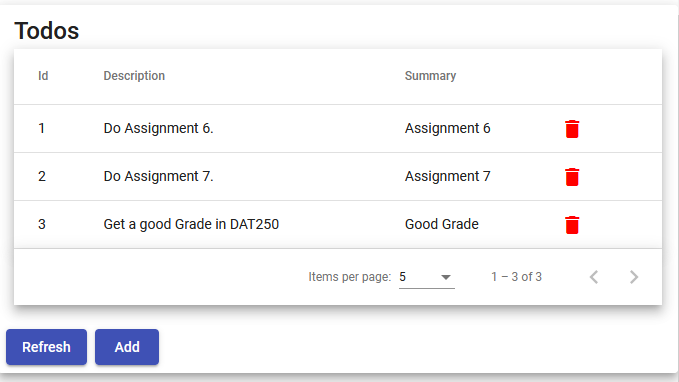 Todos
Id Description Summary
1 Do Assignment 6. Assignment 6
2 Do Assignment 7. Assignment 7
3 Get a good Grade in DAT250 Good Grade
Items per page: 5 1 – 3 of 3
Refresh Add